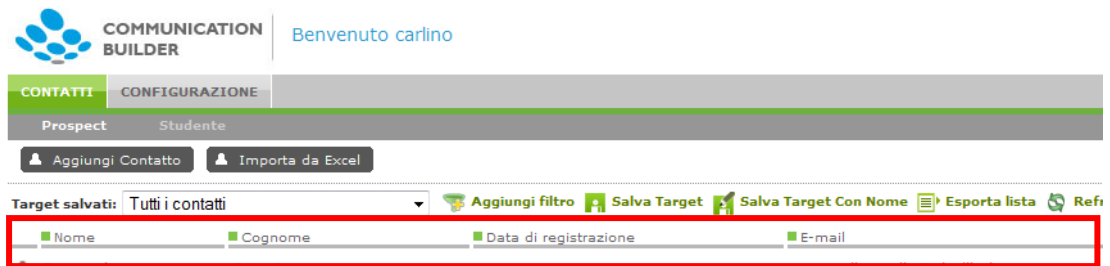 COMMUNICATION
BUILDER
Benvenuto carlino
CONTATTI CONFIGURAZIONE
Prospect Studente
Aggiungi Contatto Importa da Excel
Target salvati: Tutti i contatti Aggiungi filtro Salva Target Salva Target Con Nome Esporta lista
Nome Cognome Data di registrazione E-mail